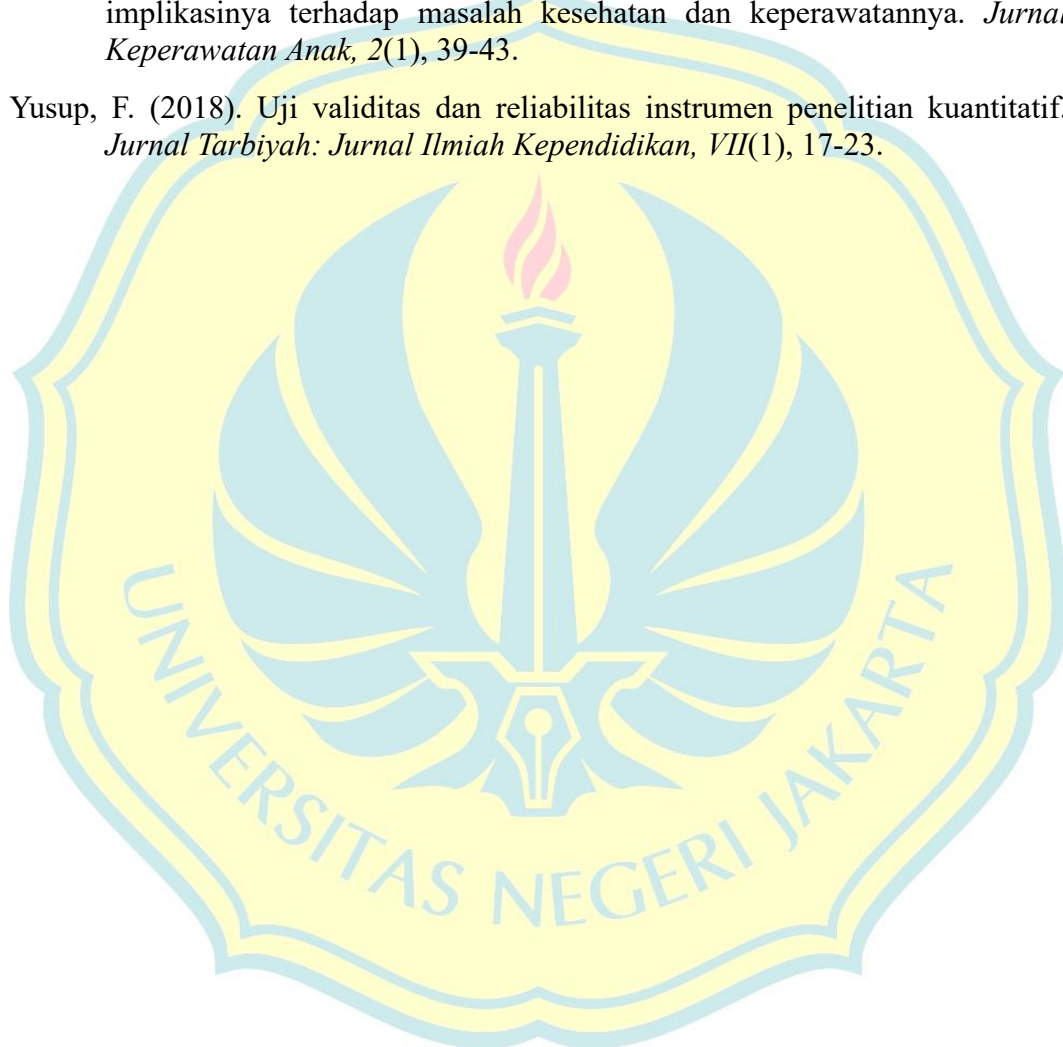 implikasinya terhadap masalah kesehatan dan keperawatannya. Jurnal
Keperawatan Anak, 2(1), 39-43.
Yusup, F. (2018). Uji validitas dan reliabilitas instrumen penelitian kuantitatif.
Jurnal Tarbiyah: Jurnal Ilmiah Kependidikan, VII(1), 17-23.
UNIVERSITAS NEGERI JAKARTA